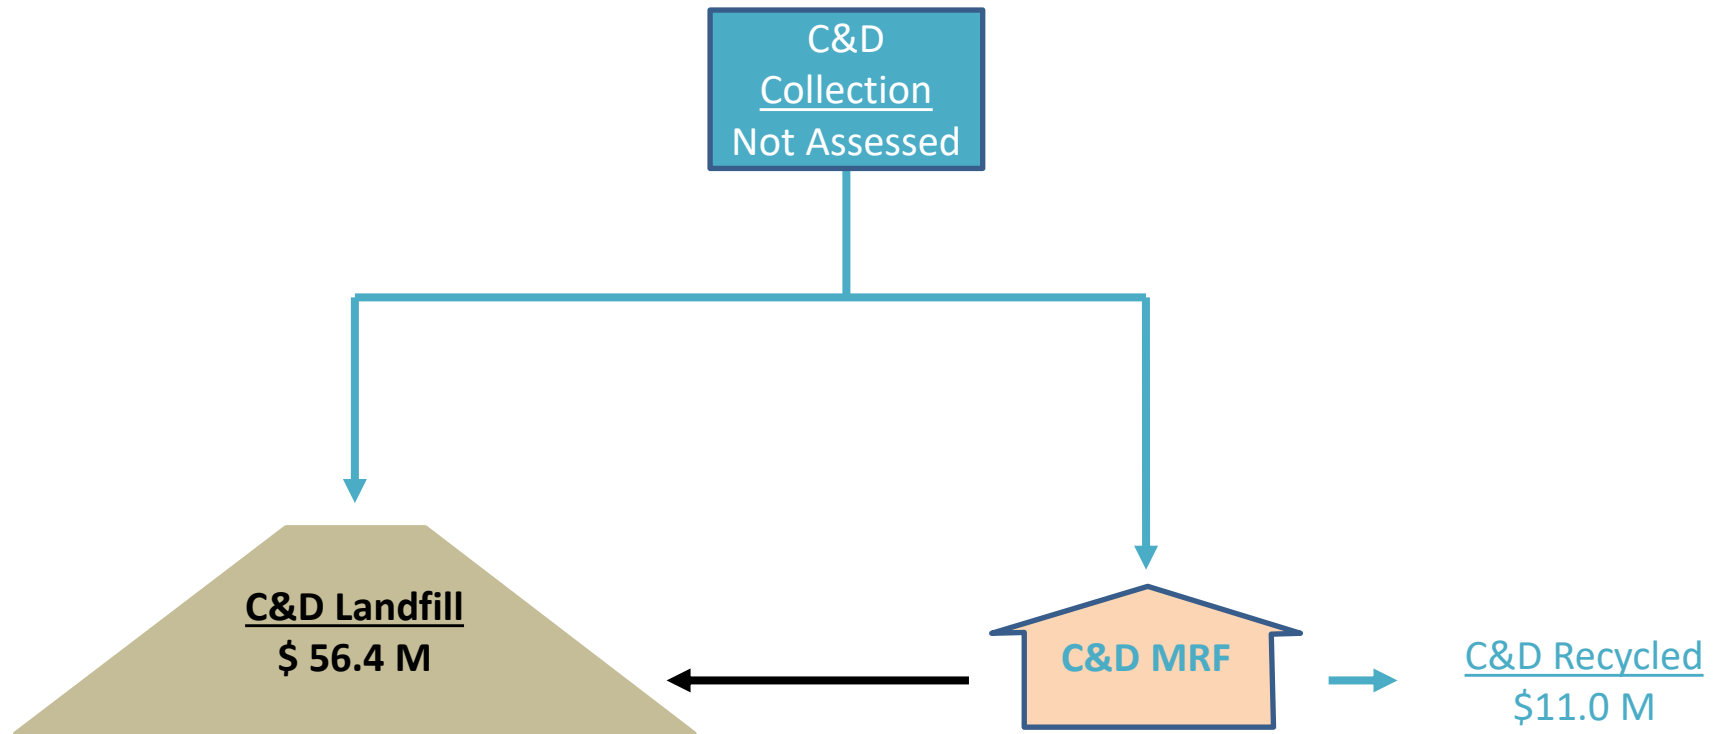 C&D
Collection
Not Assessed
C&D Landfill
$ 56.4 M
C&D MRF
C&D Recycled
$11.0 M